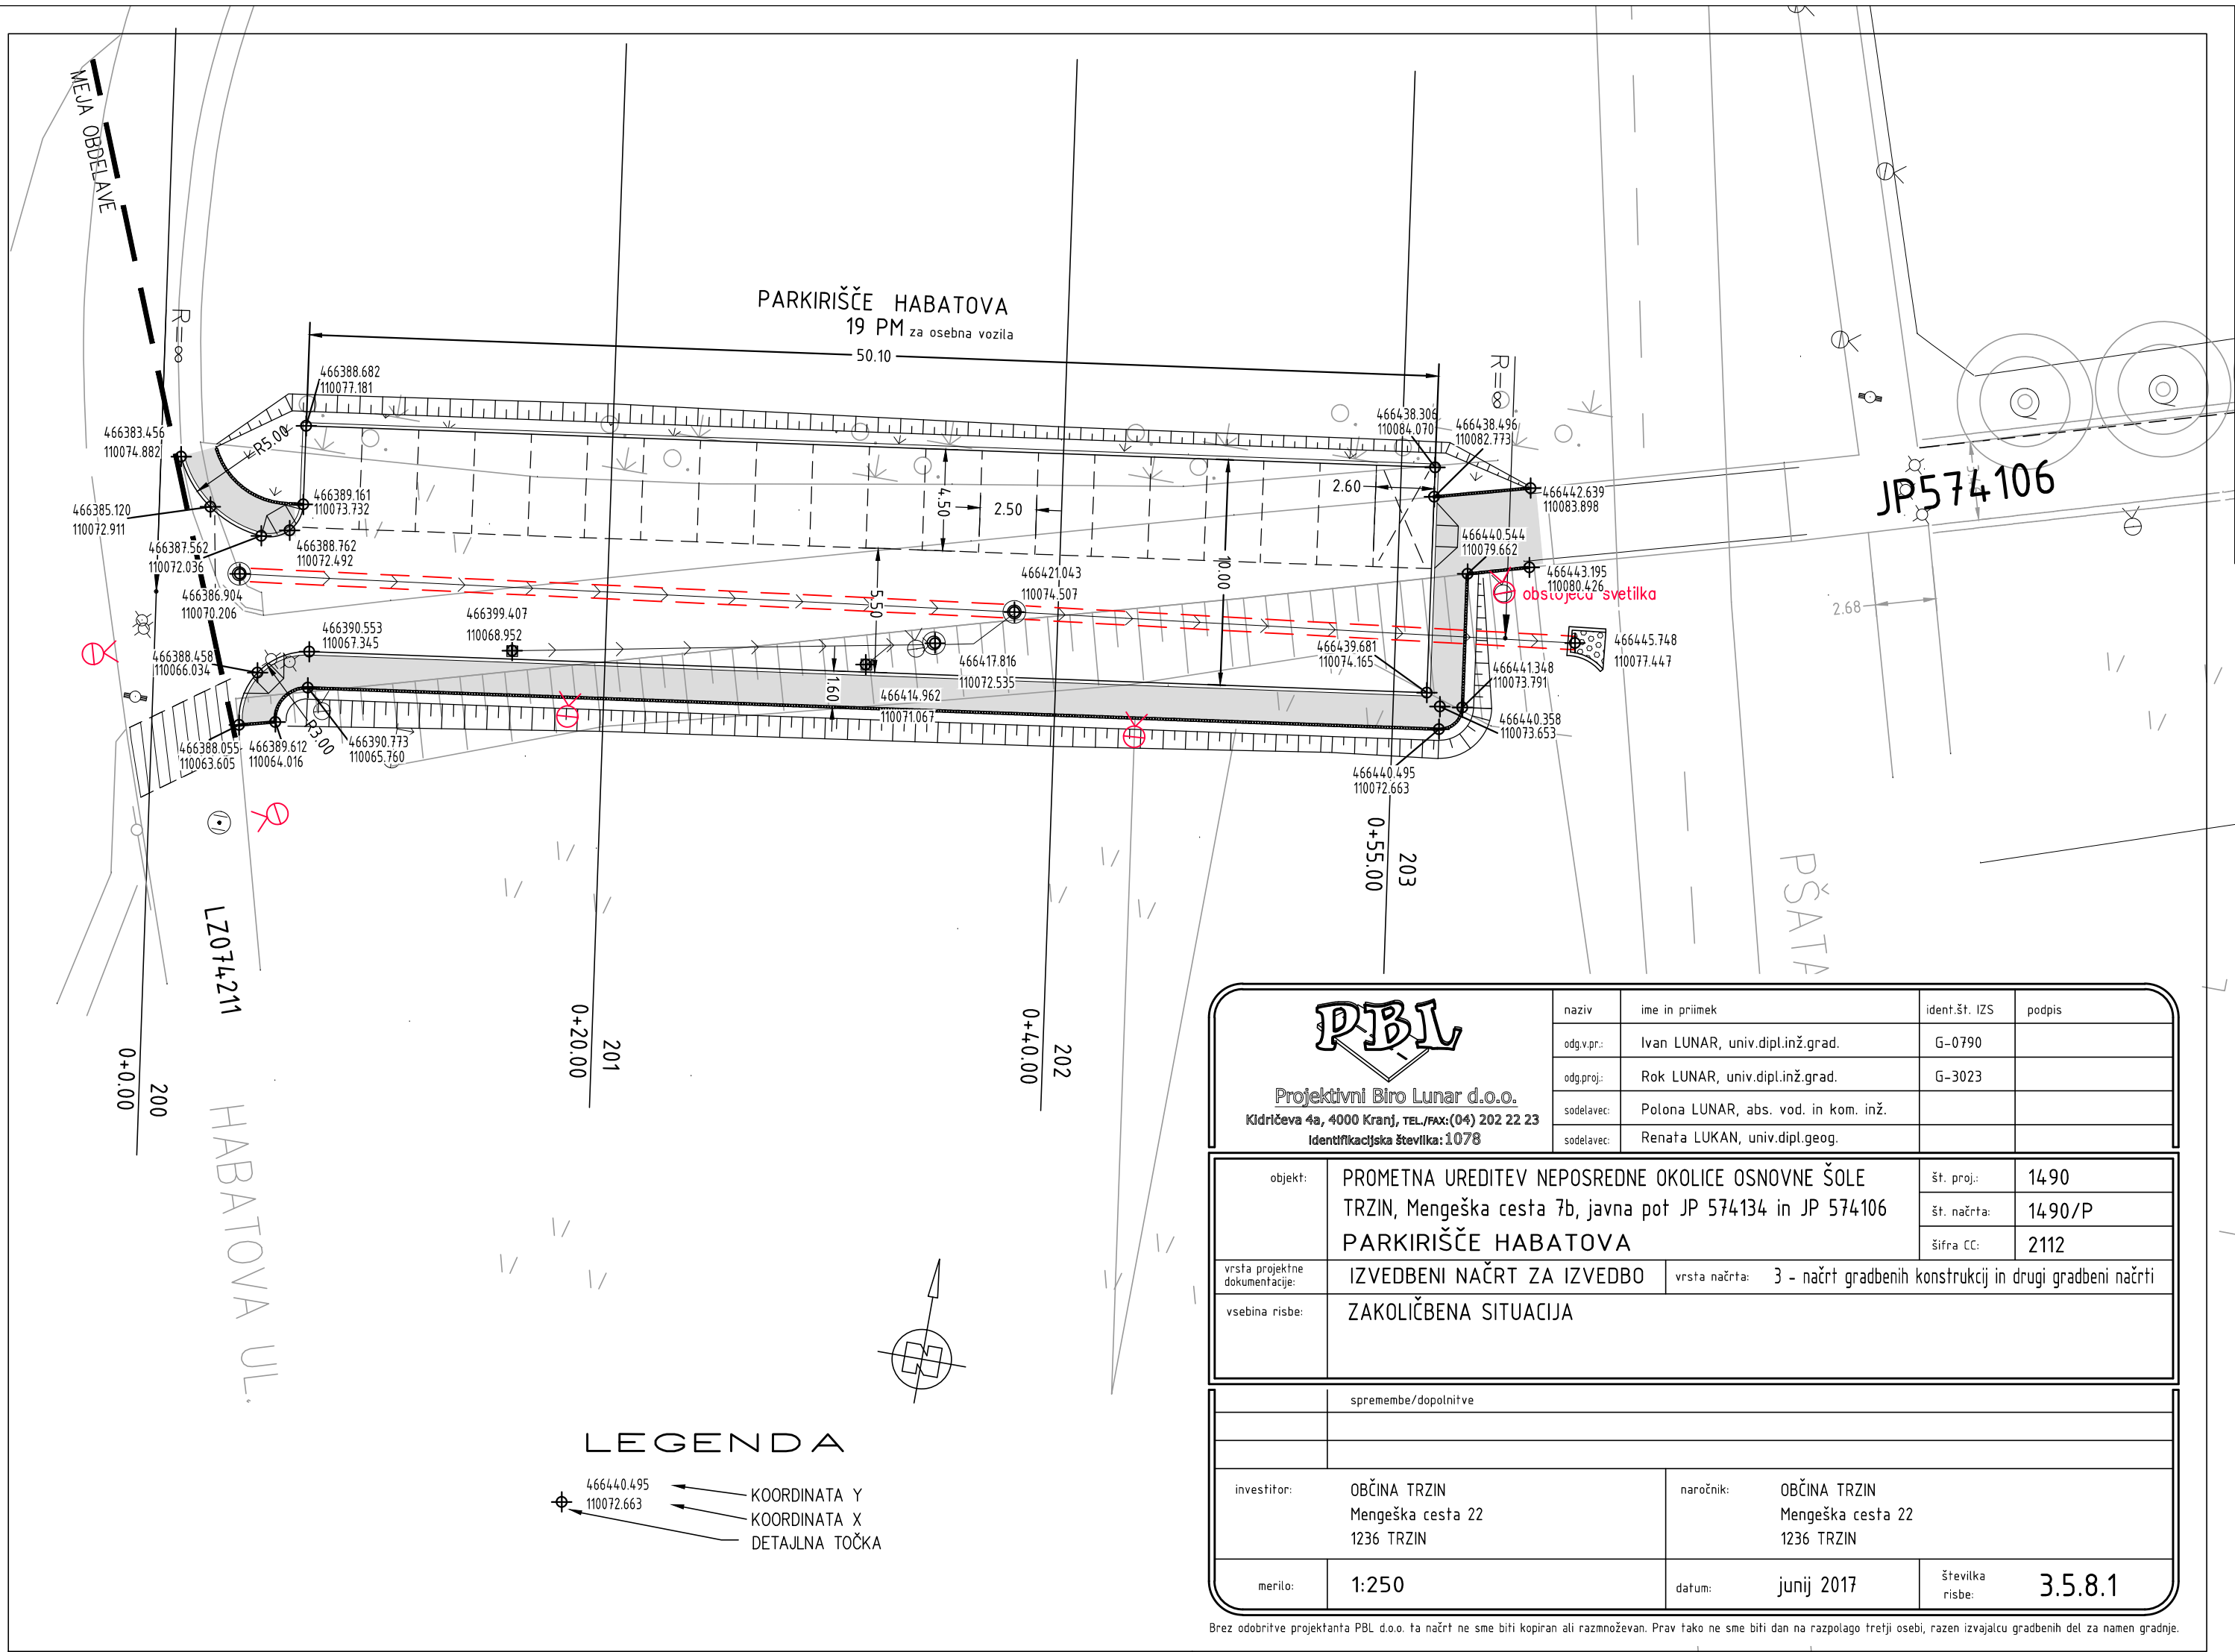 MEJA OBDELAVE
R=∞
PARKIRIŠČE HABATOVA
19 PM za osebna vozila
50.10
R=∞
466388.682
110077.181
466383.456
110074.882
R5.00
466438.306
110084.070
466438.496
110082.773
466389.161
110073.732
466385.120
110072.911
466387.562
110072.036
466388.762
110072.492
4.50
2.50
2.60
466442.639
110083.898
JP574106
466440.544
110079.662
10.00
466421.043
110074.507
466443.195
110080.426
obstoječa svetilka
466386.904
110070.206
466399.407
110068.952
5.50
2.68
466390.553
110067.345
466388.458
110066.034
466445.748
110077.447
466439.681
110074.165
466417.816
110072.535
466441.348
110073.791
1.60
466414.962
110071.067
466440.358
110073.653
R3.00
466388.055
110063.605
466389.612
110064.016
466390.773
110065.760
466440.495
110072.663
0+55.00
203
PŠATA
LZ074211
0+0.00
200
0+20.00
201
0+40.00
202
HABATOVA UL.
LEGENDA
466440.495
110072.663
KOORDINATA Y
KOORDINATA X
DETAJLNA TOČKA
PBL
Projektivni Biro Lunar d.o.o.
Kidričeva 4a, 4000 Kranj, TEL./FAX:(04) 202 22 23
Identifikacijska številka: 1078
naziv ime in priimek ident.št. IZS podpis
odg.v.pr.: Ivan LUNAR, univ.dipl.inž.grad. G-0790
odg.proj.: Rok LUNAR, univ.dipl.inž.grad. G-3023
sodelavec: Polona LUNAR, abs. vod. in kom. inž.
sodelavec: Renata LUKAN, univ.dipl.geog.
objekt: PROMETNA UREDITEV NEPOSREDNE OKOLICE OSNOVNE ŠOLE
TRZIN, Mengeška cesta 7b, javna pot JP 574134 in JP 574106
PARKIRIŠČE HABATOVA
št. proj.: 1490
št. načrta: 1490/P
šifra CC: 2112
vrsta projektne
dokumentacije: IZVEDBENI NAČRT ZA IZVEDBO
vrsta načrta: 3 - načrt gradbenih konstrukcij in drugi gradbeni načrti
vsebina risbe: ZAKOLIČBENA SITUACIJA
spremembe/dopolnitve
investitor: OBČINA TRZIN
Mengeška cesta 22
1236 TRZIN
naročnik: OBČINA TRZIN
Mengeška cesta 22
1236 TRZIN
merilo: 1:250
datum: junij 2017
številka
risbe: 3.5.8.1
Brez odobritve projektanta PBL d.o.o. ta načrt ne sme biti kopiran ali razmnoževan. Prav tako ne sme biti dan na razpolago tretji osebi, razen izvajalcu gradbenih del za namen gradnje.